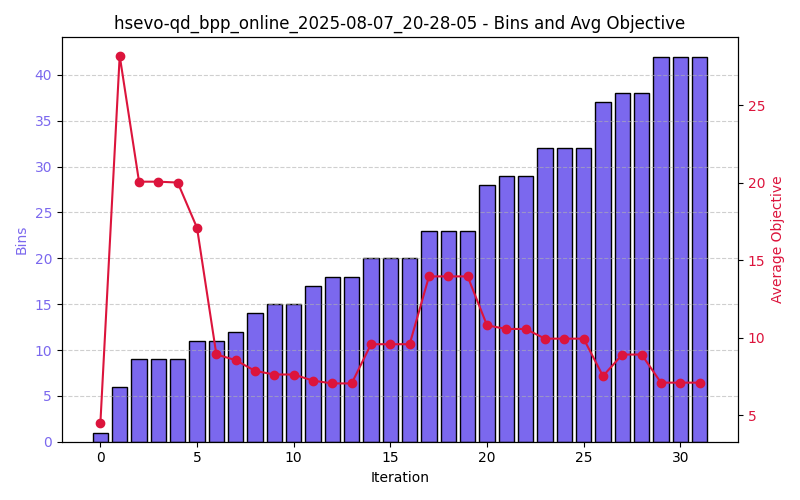 hsevo-qd_bpp_online_2025-08-07_20-28-05 - Bins and Avg Objective
Bins
40
35
30
25
20
15
10
5
0
25
20
15
10
5
Average Objective
0 5 10 15 20 25 30
Iteration